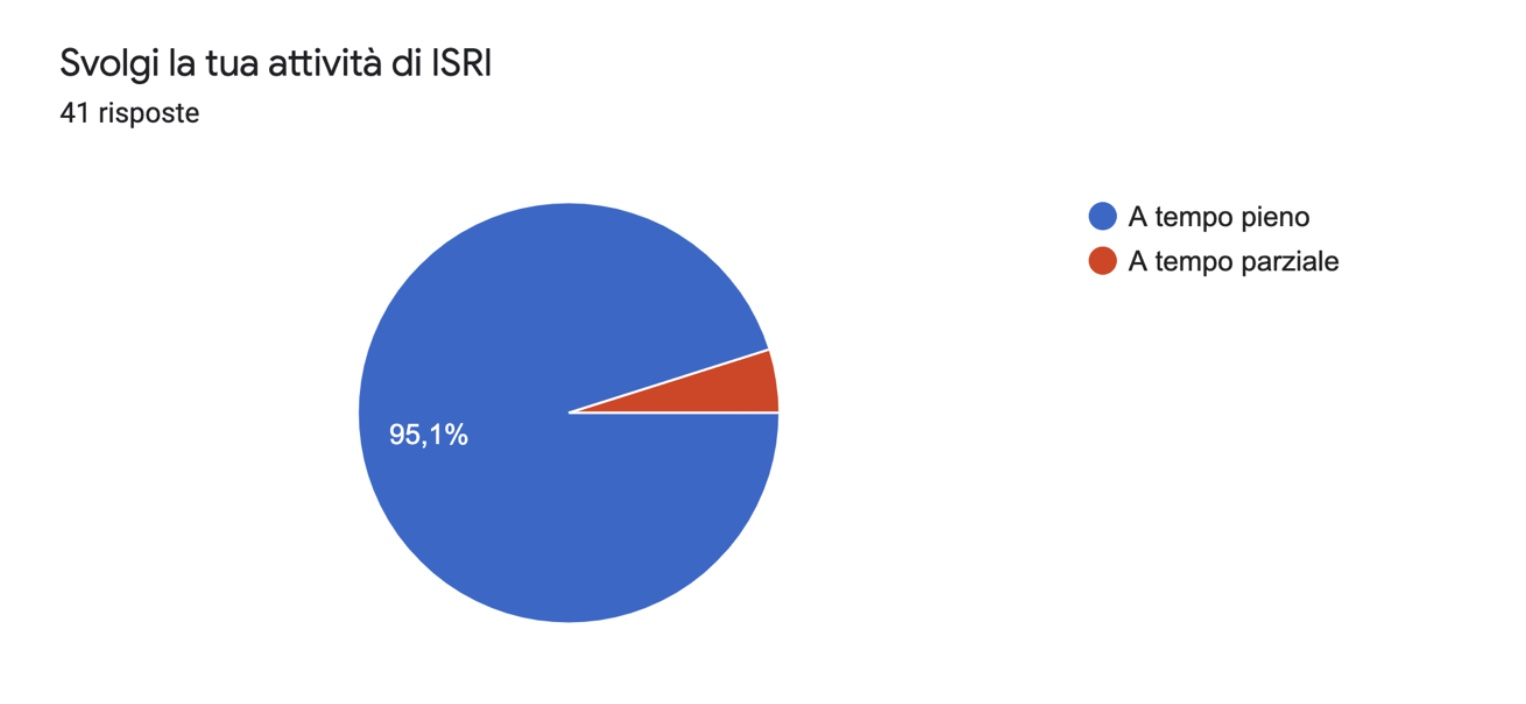 Svolgi la tua attività di ISRI
41 risposte
A tempo pieno
A tempo parziale
95,1%